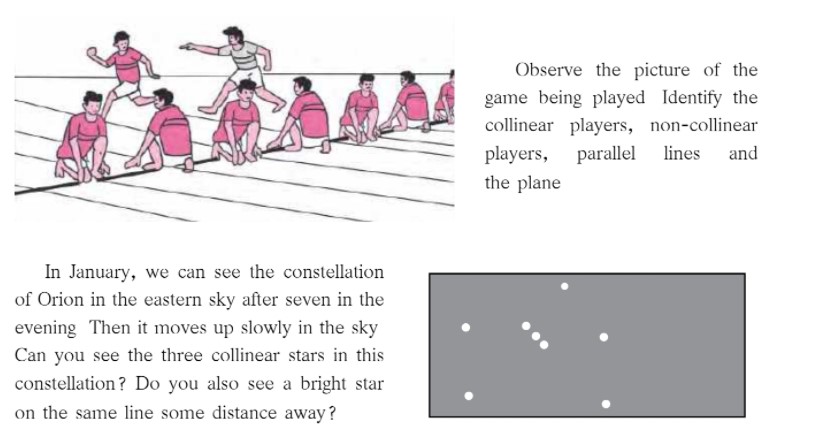 Observe the picture of the
game being played Identify the
collinear players, non-collinear
players, parallel lines and
the plane
In January, we can see the constellation
of Orion in the eastern sky after seven in the
evening Then it moves up slowly in the sky
Can you see the three collinear stars in this
constellation? Do you also see a bright star
on the same line some distance away?